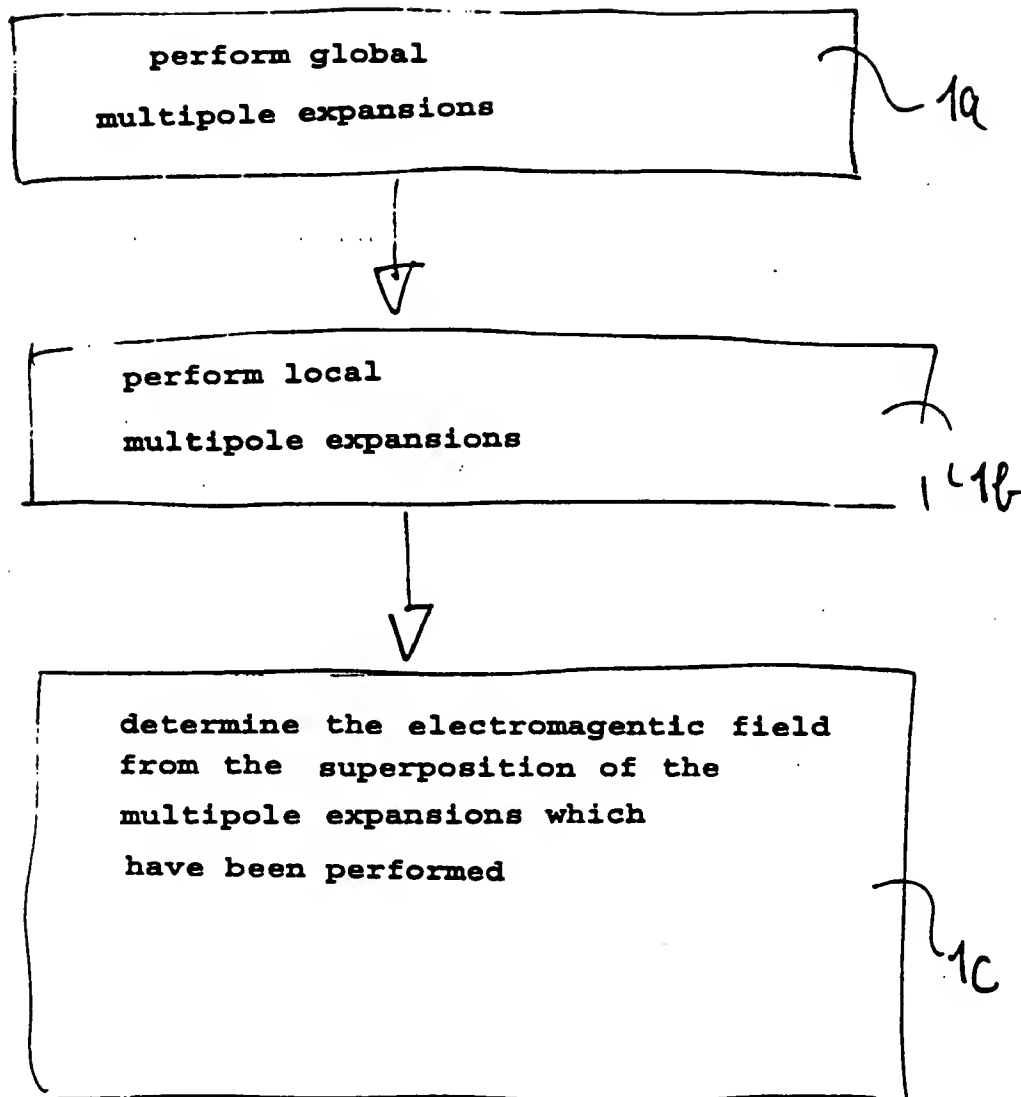 perform global
multipole expansions
1a
perform local
multipole expansions
1b
determine the electromagentic field
from the superposition of the
multipole expansions which
have been performed
1c